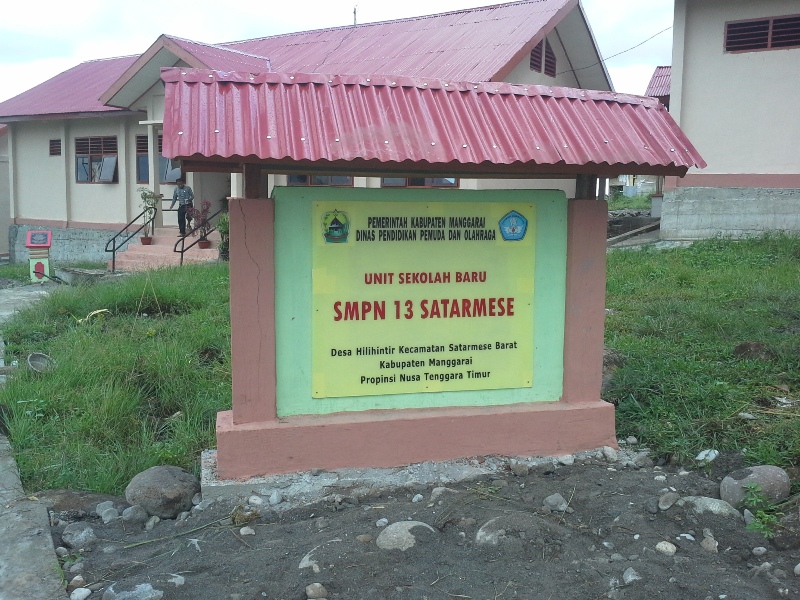 PEMERINTAH KABUPATEN MANGGARAI
DINAS PENDIDIKAN PEMUDA DAN OLAHRAGA
UNIT SEKOLAH BARU
SMPN 13 SATARMESE
Desa Hilihintir Kecamatan Satarmese Barat
Kabupaten Manggarai
Propinsi Nusa Tenggara Timur